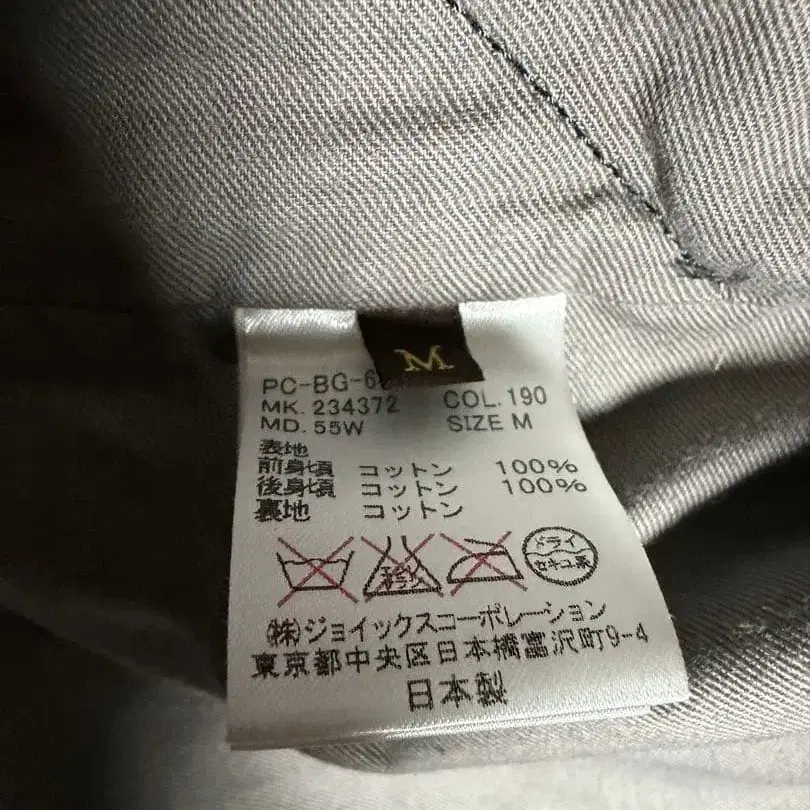 M
PC-BG-6
MK. 234372 COL. 190
MD. 55W SIZE M
表地
前身頃 コットン 100%
後身頃 コットン 100%
裏地 コットン
ドライ
セキユ系
(株)ジョイックスコーポレーション
東京都中央区日本橋富沢町9-4
日本製